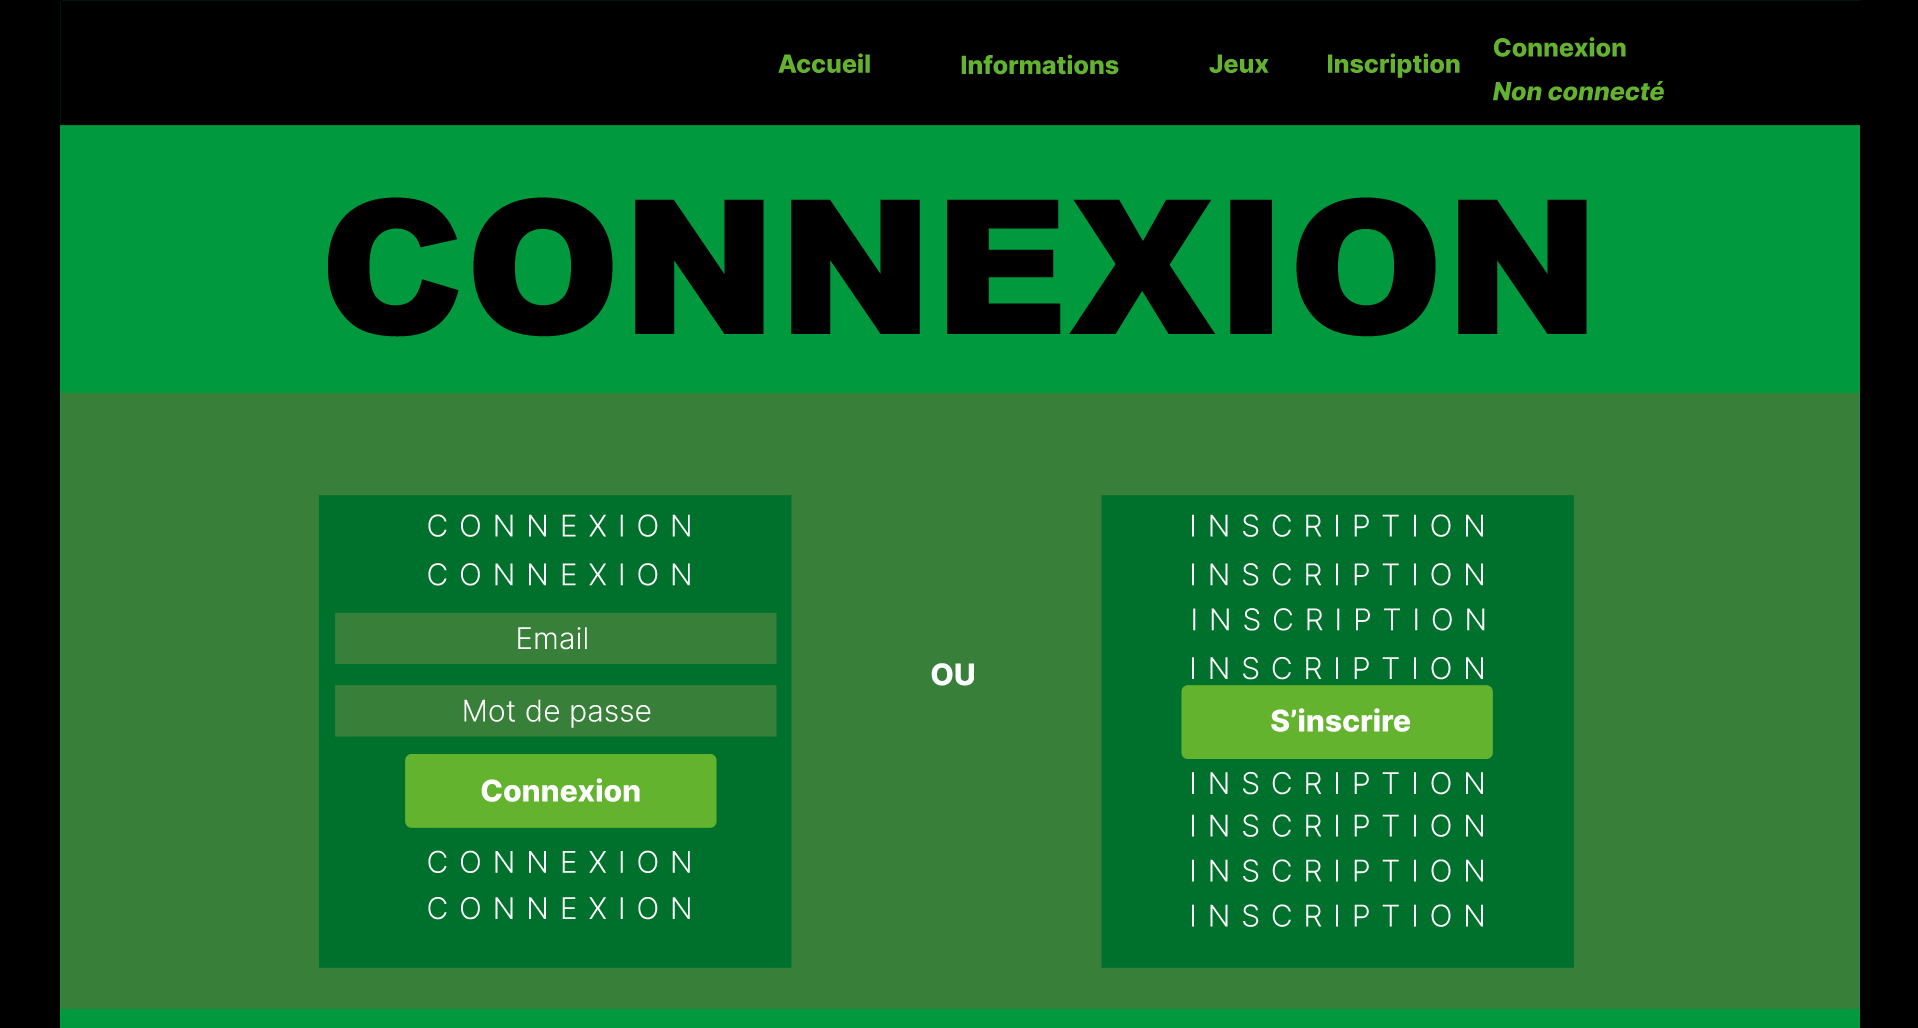 Accueil Informations Jeux Inscription Connexion
Non connecté
CONNEXION
CONNEXION
CONNEXION
Email
Mot de passe
Connexion
CONNEXION
CONNEXION
OU
INSCRIPTION
INSCRIPTION
INSCRIPTION
INSCRIPTION
S’inscrire
INSCRIPTION
INSCRIPTION
INSCRIPTION
INSCRIPTION